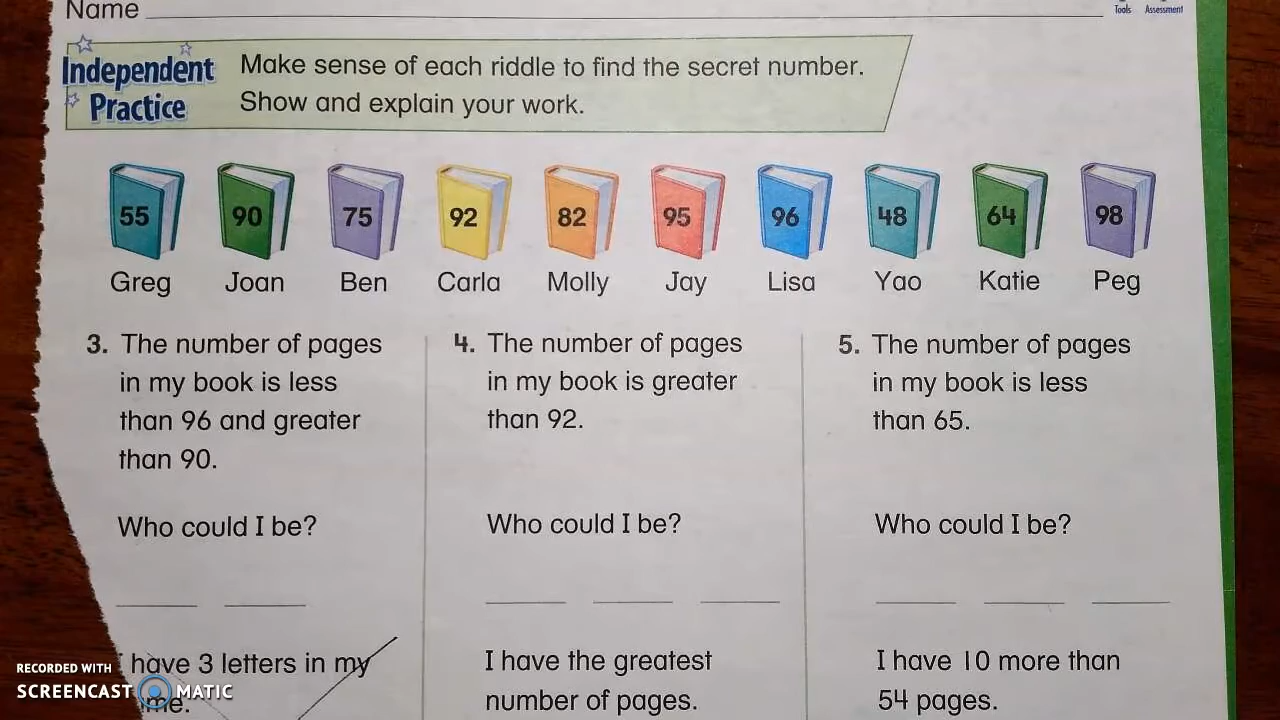 Name
Tools Assessment
Independent Practice
Make sense of each riddle to find the secret number.
Show and explain your work.
55 90 75 92 82 95 96 48 64 98
Greg Joan Ben Carla Molly Jay Lisa Yao Katie Peg
3. The number of pages
in my book is less
than 96 and greater
than 90.
Who could I be?
I have 3 letters in my
4. The number of pages
in my book is greater
than 92.
Who could I be?
I have the greatest
number of pages.
5. The number of pages
in my book is less
than 65.
Who could I be?
I have 10 more than
54 pages.
RECORDED WITH
SCREENCAST MATIC